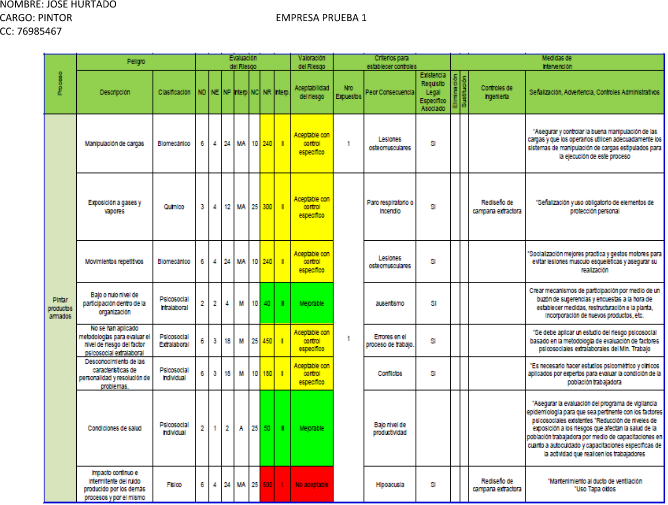 NOMBRE: JOSE HURTADO
CARGO: PINTOR EMPRESA PRUEBA 1
CC: 76985467
Proceso
Peligro
Evaluación
del Riesgo
Valoración
del Riesgo
Criterios para
establecer controles
Medidas de
Intervención
Descripción Clasificación ND NE NP Interp. NC NR Interp.
Aceptabilidad
del riesgo
Nro
Expuestos
Peor Consecuencia
Existencia
Requisito
Legal
Especifico
Asociado
Eliminación
Sustitución
Controles de
Ingeniería
Señalización, Advertencia, Controles Administrativos
Pintar
productos
armados
Manipulación de cargas Biomecánico 6 4 24 MA 10 240 II
Aceptable con
control
especifico
1
Lesiones
osteomusculares
SI
"Asegurar y controlar la buena manipulación de las
cargas y que los operarios utilicen adecuadamente los
sistemas de manipulación de cargas estipulados para
la ejecución de este proceso
Exposición a gases y
vapores
Químico 3 4 12 MA 25 300 II
Aceptable con
control
especifico
Paro respiratorio o
Incendio
SI
Rediseño de
campana extractora
"Señalización y uso obligatorio de elementos de
protección personal
Movimientos repetitivos Biomecánico 6 4 24 MA 10 240 II
Aceptable con
control
especifico
Lesiones
osteomusculares
SI
"Socialización mejores practica y gestos motores para
evitar lesiones musculo esqueléticas y asegurar su
realización
Bajo o nulo nivel de
participación dentro de la
organización
Psicosocial
Intralaboral
2 2 4 M 10 40 III Mejorable
ausentismo SI
Crear mecanismos de participación por medio de un
buzón de sugerencias y encuestas a la hora de
establecer medidas, restructuración e la planta,
incorporación de nuevos productos, etc.
No se han aplicado
metodologías para evaluar el
nivel de riesgo del factor
psicosocial extralaboral
Psicosocial
Extralaboral
6 3 18 M 25 450 II
Aceptable con
control
especifico
1
Errores en el
proceso de trabajo.
SI
"Se debe aplicar un estudio del riesgo psicosocial
basado en la metodología de evaluación de factores
psicosociales extralaborales del Min. Trabajo
Desconocimiento de las
características de
personalidad y resolución de
problemas.
Psicosocial
Individual
6 3 18 M 10 180 II
Aceptable con
control
especifico
Conflictos SI
"Es necesario hacer estudios psicométrico y clínicos
aplicados por expertos para evaluar la condición de la
población trabajadora
Condiciones de salud
Psicosocial
Individual
2 1 2 A 25 50 III Mejorable
Bajo nivel de
productividad
"Asegurar la evaluación del programa de vigilancia
epidemiología para que sea pertinente con los factores
psicosociales existentes "Reducción de niveles de
exposición a los riesgos que afectan la salud de la
población trabajadora por medio de capacitaciones en
cuanto a autocuidado y capacitaciones especificas de
la actividad que realicen los trabajadores
Impacto continuo e
intermitente del ruido
producido por los demás
procesos y por el mismo
Físico 6 4 24 MA 25 600 I No aceptable
Hipoacusia SI
Rediseño de
campana extractora
"Mantenimiento al ducto de ventilación
"Uso Tapa oídos